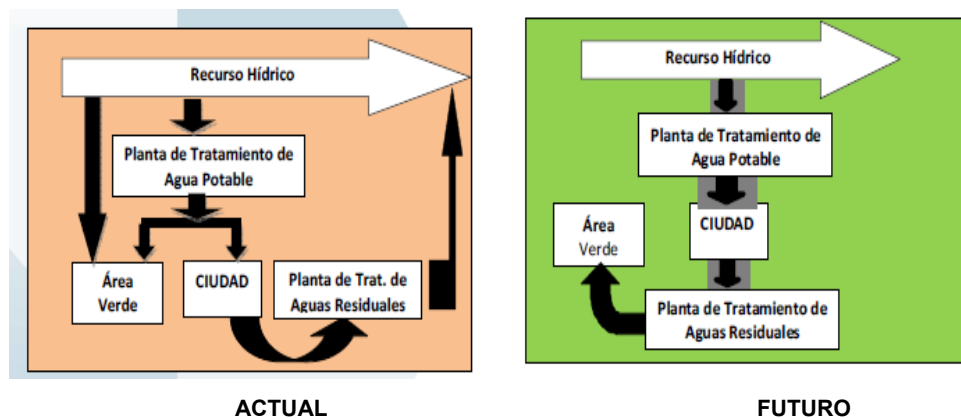 Recurso Hídrico
Planta de Tratamiento de
Agua Potable
Área
Verde
CIUDAD
Planta de Trat. de
Aguas Residuales
ACTUAL
Recurso Hídrico
Planta de Tratamiento de
Agua Potable
Área
Verde
CIUDAD
Planta de Tratamiento de
Aguas Residuales
FUTURO